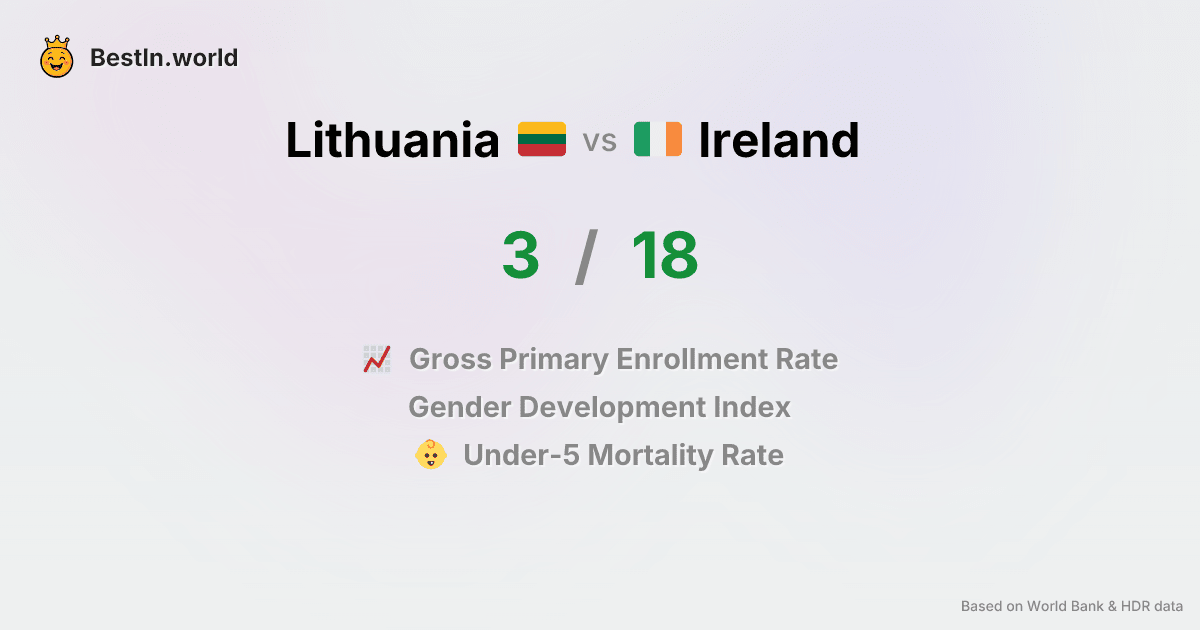 BestIn.world
Lithuania vs Ireland
3 / 18
Gross Primary Enrollment Rate
Gender Development Index
Under-5 Mortality Rate
Based on World Bank & HDR data